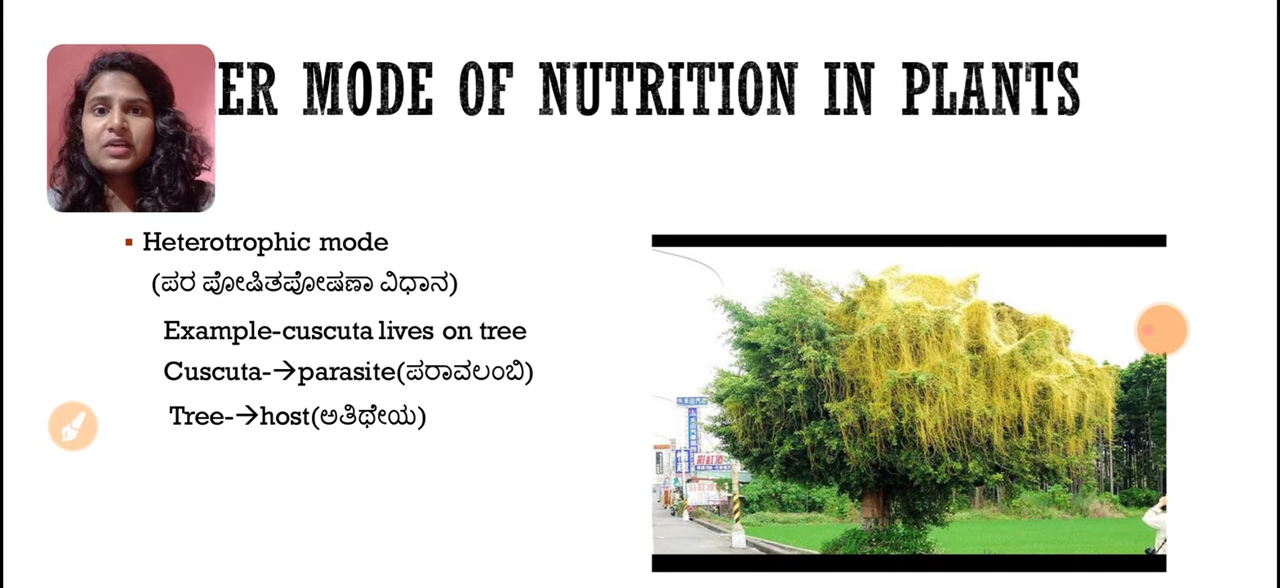 ER MODE OF NUTRITION IN PLANTS
▪ Heterotrophic mode
(ಪರ ಪೋಷಿತಪೋಷಣಾ ವಿಧಾನ)
Example-cuscuta lives on tree
Cuscuta-→parasite(ಪರಾವಲಂಬಿ)
Tree-→host(ಅತಿಥೇಯ)